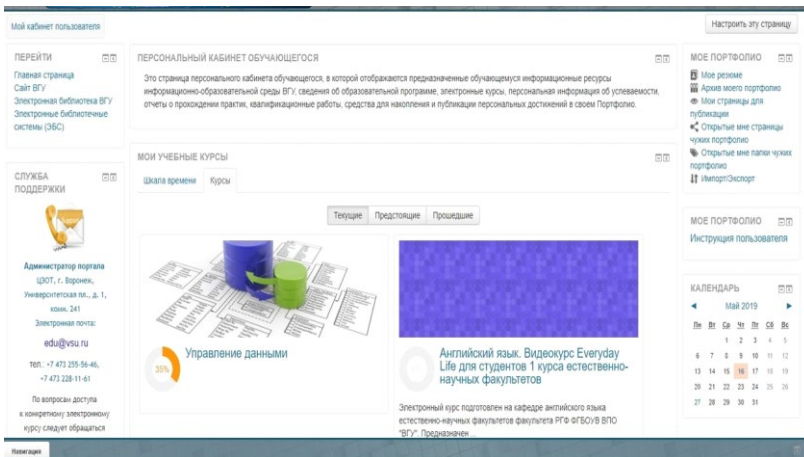 Мой кабинет пользователя
Настроить эту страницу
ПЕРЕЙТИ
Главная страница
Сайт ВГУ
Электронная библиотека ВГУ
Электронные библиотечные
системы (ЭБС)
СЛУЖБА
ПОДДЕРЖКИ
Администратор портала
ЦЭОТ, г. Воронеж,
Университетская пл., д. 1,
комн. 241
Электронная почта:
edu@vsu.ru
тел.: +7 473 255-56-46,
+7 473 228-11-61
По вопросам доступа
к конкретному электронному
курсу следует обращаться
ПЕРСОНАЛЬНЫЙ КАБИНЕТ ОБУЧАЮЩЕГОСЯ
Это страница персонального кабинета обучающегося, в которой отображаются предназначенные обучающемуся информационные ресурсы
информационно-образовательной среды ВГУ, сведения об образовательной программе, электронные курсы, персональная информация об успеваемости,
отчеты о прохождении практик, квалификационные работы, средства для накопления и публикации персональных достижений в своем Портфолио.
МОИ УЧЕБНЫЕ КУРСЫ
Шкала времени Курсы
Текущие Предстоящие Прошедшие
35%
Управление данными
Английский язык. Видеокурс Everyday
Life для студентов 1 курса естественно-
научных факультетов
Электронный курс подготовлен на кафедре английского языка
естественно-научных факультетов факультета РГФ ФГБОУВ ВПО
"ВГУ". Предназначен ...
МОЕ ПОРТФОЛИО
Мое резюме
Архив моего портфолио
Мои страницы для
публикации
Открытые мне страницы
чужих портфолио
Открытые мне папки чужих
портфолио
Импорт/Экспорт
МОЕ ПОРТФОЛИО
Инструкция пользователя
КАЛЕНДАРЬ
◄ Май 2019 ►
Пн Вт Ср Чт Пт Сб Вс
1 2 3 4 5
6 7 8 9 10 11 12
13 14 15 16 17 18 19
20 21 22 23 24 25 26
27 28 29 30 31
Навигация